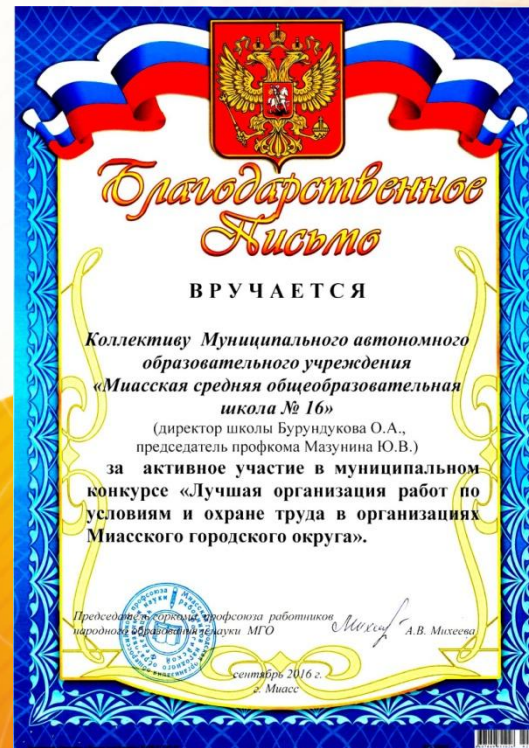 Благодарственное
Письмо
ВРУЧАЕТСЯ
Коллективу Муниципального автономного
образовательного учреждения
«Миасская средняя общеобразовательная
школа № 16»
(директор школы Бурундукова О.А.,
председатель профкома Мазунина Ю.В.)
за активное участие в муниципальном
конкурсе «Лучшая организация работ по
условиям и охране труда в организациях
Миасского городского округа».
Председатель горкома профсоюза работников
народного образования и науки МГО А.В. Михеева
сентябрь 2016 г.
г. Миасс